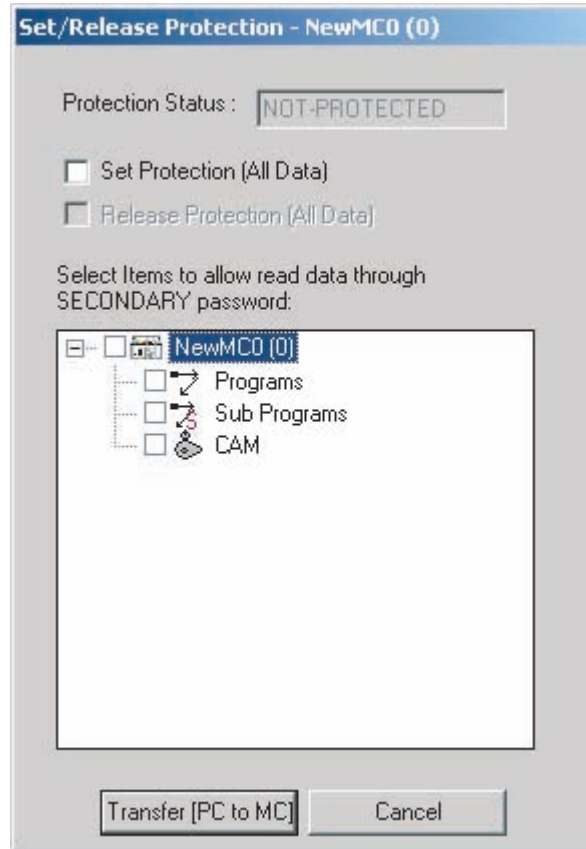 Set/Release Protection - NewMC0 (0)
Protection Status :
NOT-PROTECTED
Set Protection (All Data)
Release Protection (All Data)
Select Items to allow read data through
SECONDARY password:
NewMC0 (0)
Programs
Sub Programs
CAM
Transfer [PC to MC]
Cancel